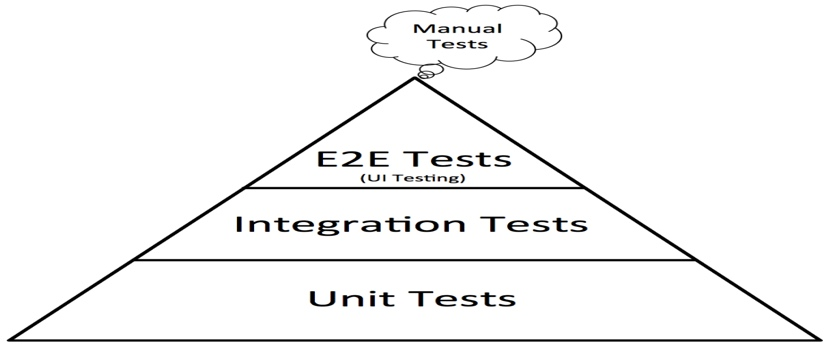 Manual
Tests
E2E Tests
(UI Testing)
Integration Tests
Unit Tests